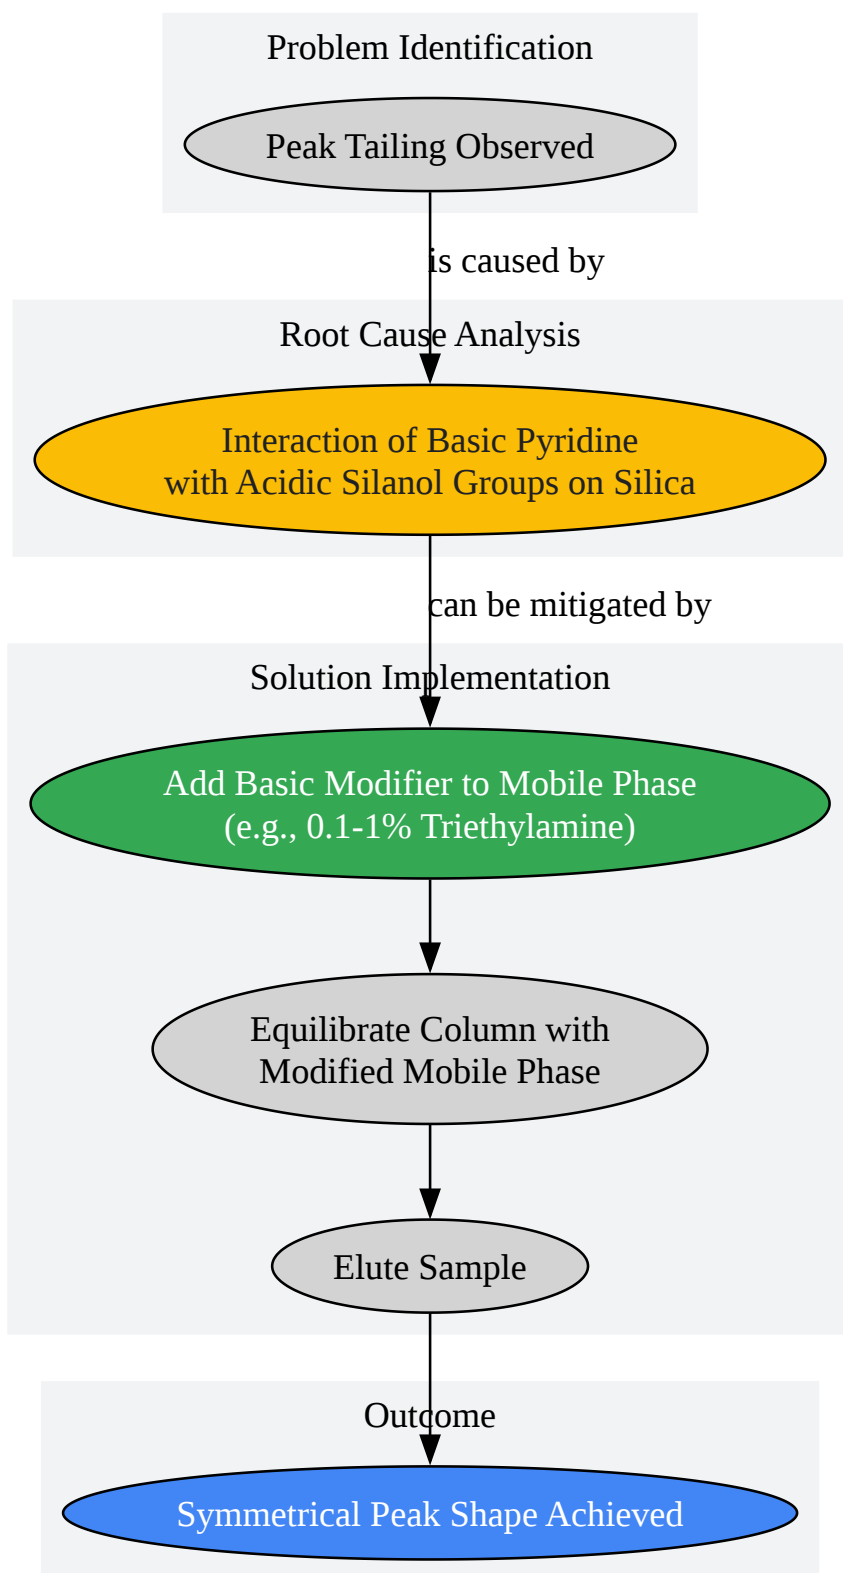 Problem Identification
Peak Tailing Observed
is caused by
Root Cause Analysis
Interaction of Basic Pyridine
with Acidic Silanol Groups on Silica
can be mitigated by
Solution Implementation
Add Basic Modifier to Mobile Phase
(e.g., 0.1-1% Triethylamine)
Equilibrate Column with
Modified Mobile Phase
Elute Sample
Outcome
Symmetrical Peak Shape Achieved